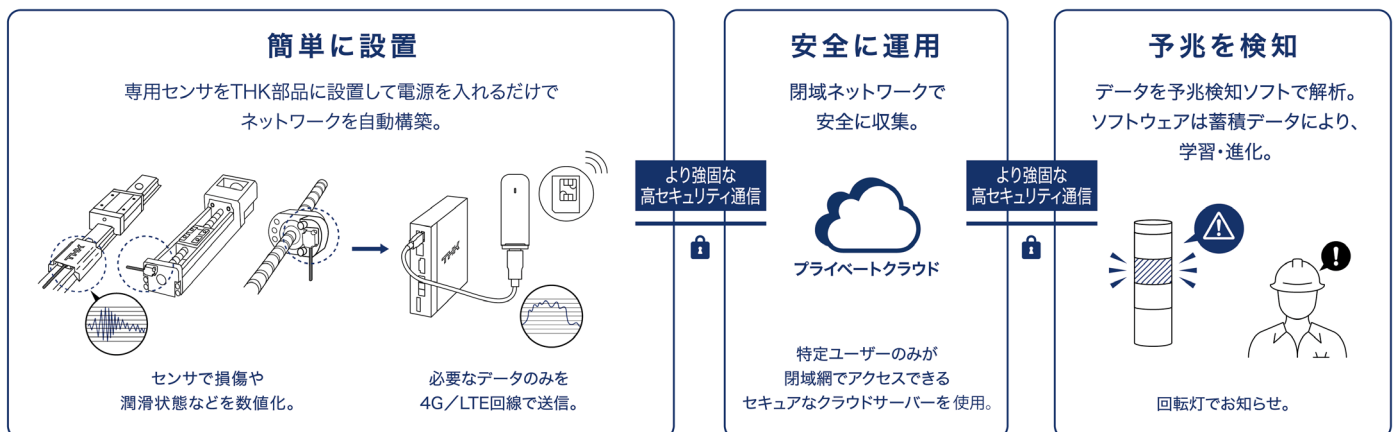 簡単に設置
専用センサをTHK部品に設置して電源を入れるだけで
ネットワークを自動構築。
THK
THK
センサで損傷や
潤滑状態などを数値化。
必要なデータのみを
4G／LTE回線で送信。
より強固な
高セキュリティ通信
安全に運用
閉域ネットワークで
安全に収集。
プライベートクラウド
特定ユーザーのみが
閉域網でアクセスできる
セキュアなクラウドサーバーを使用。
より強固な
高セキュリティ通信
予兆を検知
データを予兆検知ソフトで解析。
ソフトウェアは蓄積データにより、
学習・進化。
回転灯でお知らせ。